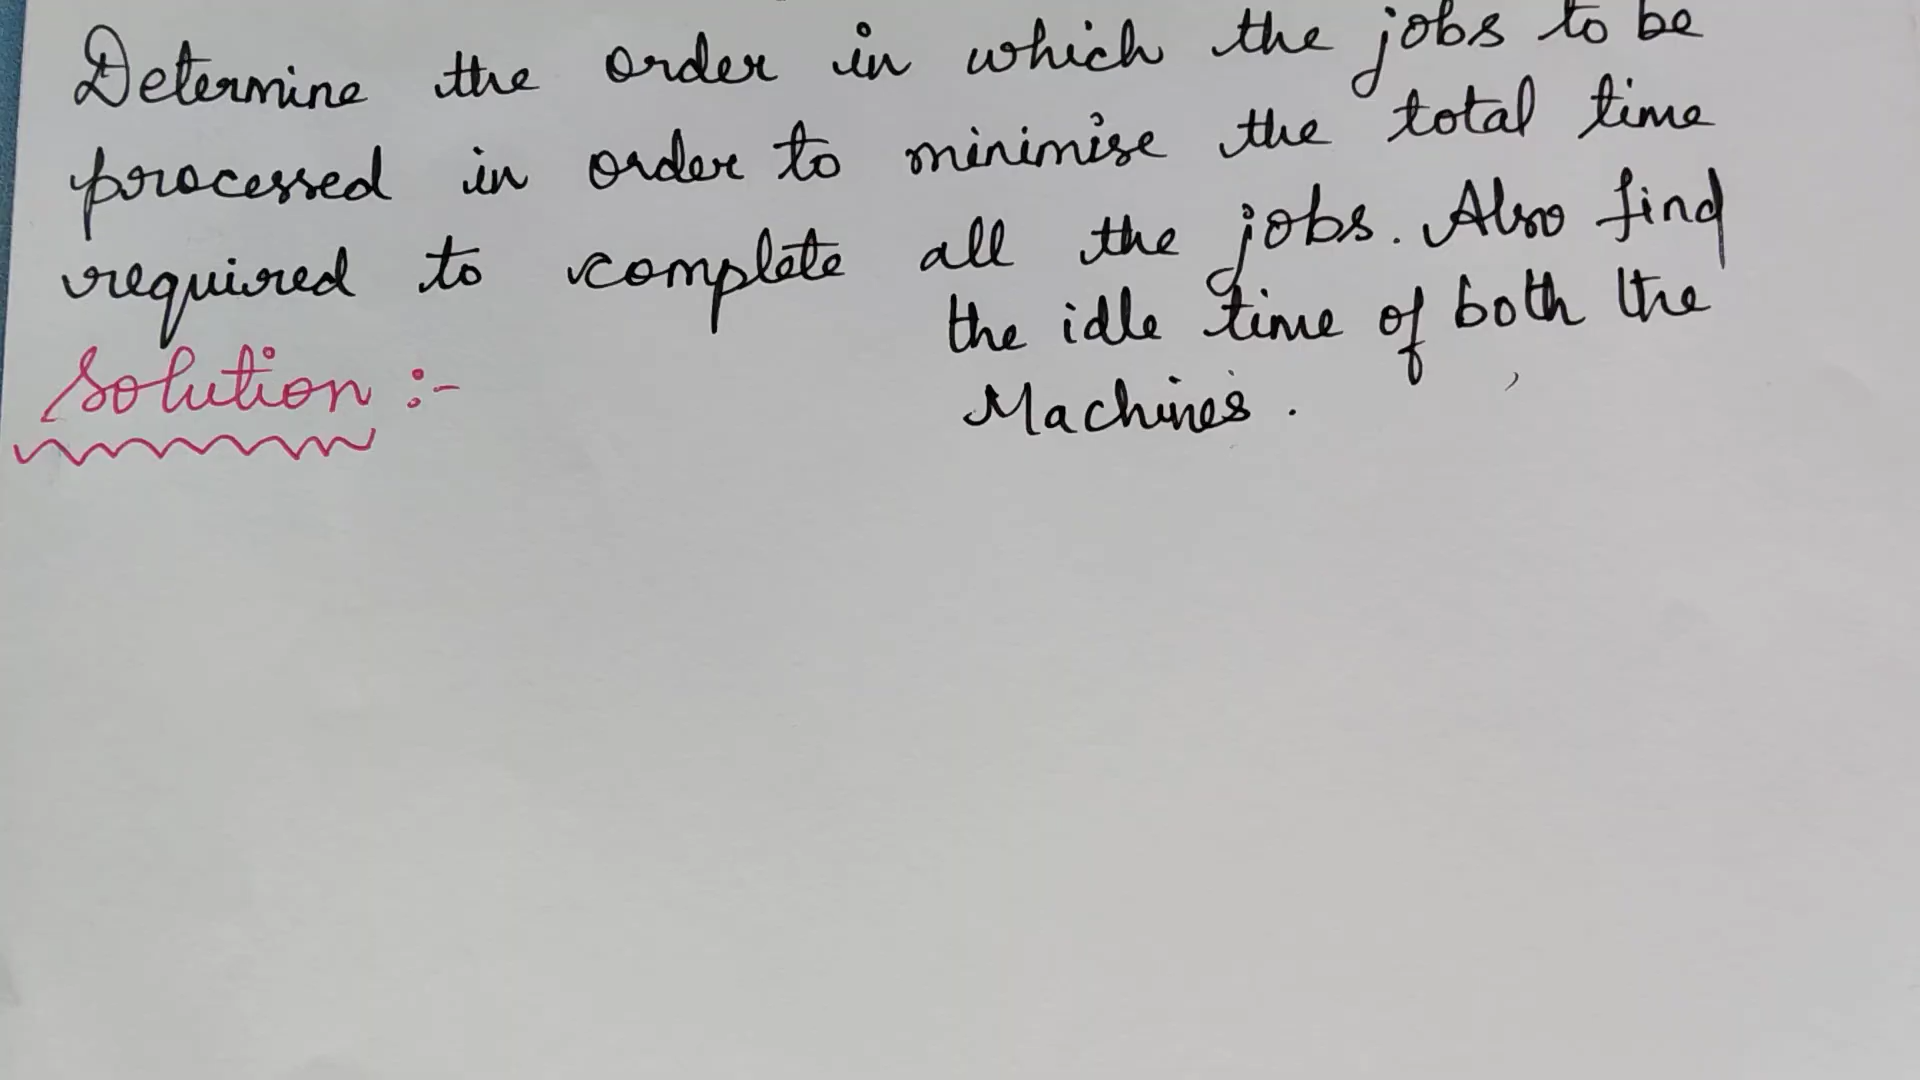 Determine the order in which the jobs to be
processed in order to minimise the total time
required to complete all the jobs. Also find
the idle time of both the
Machines.
Solution :-